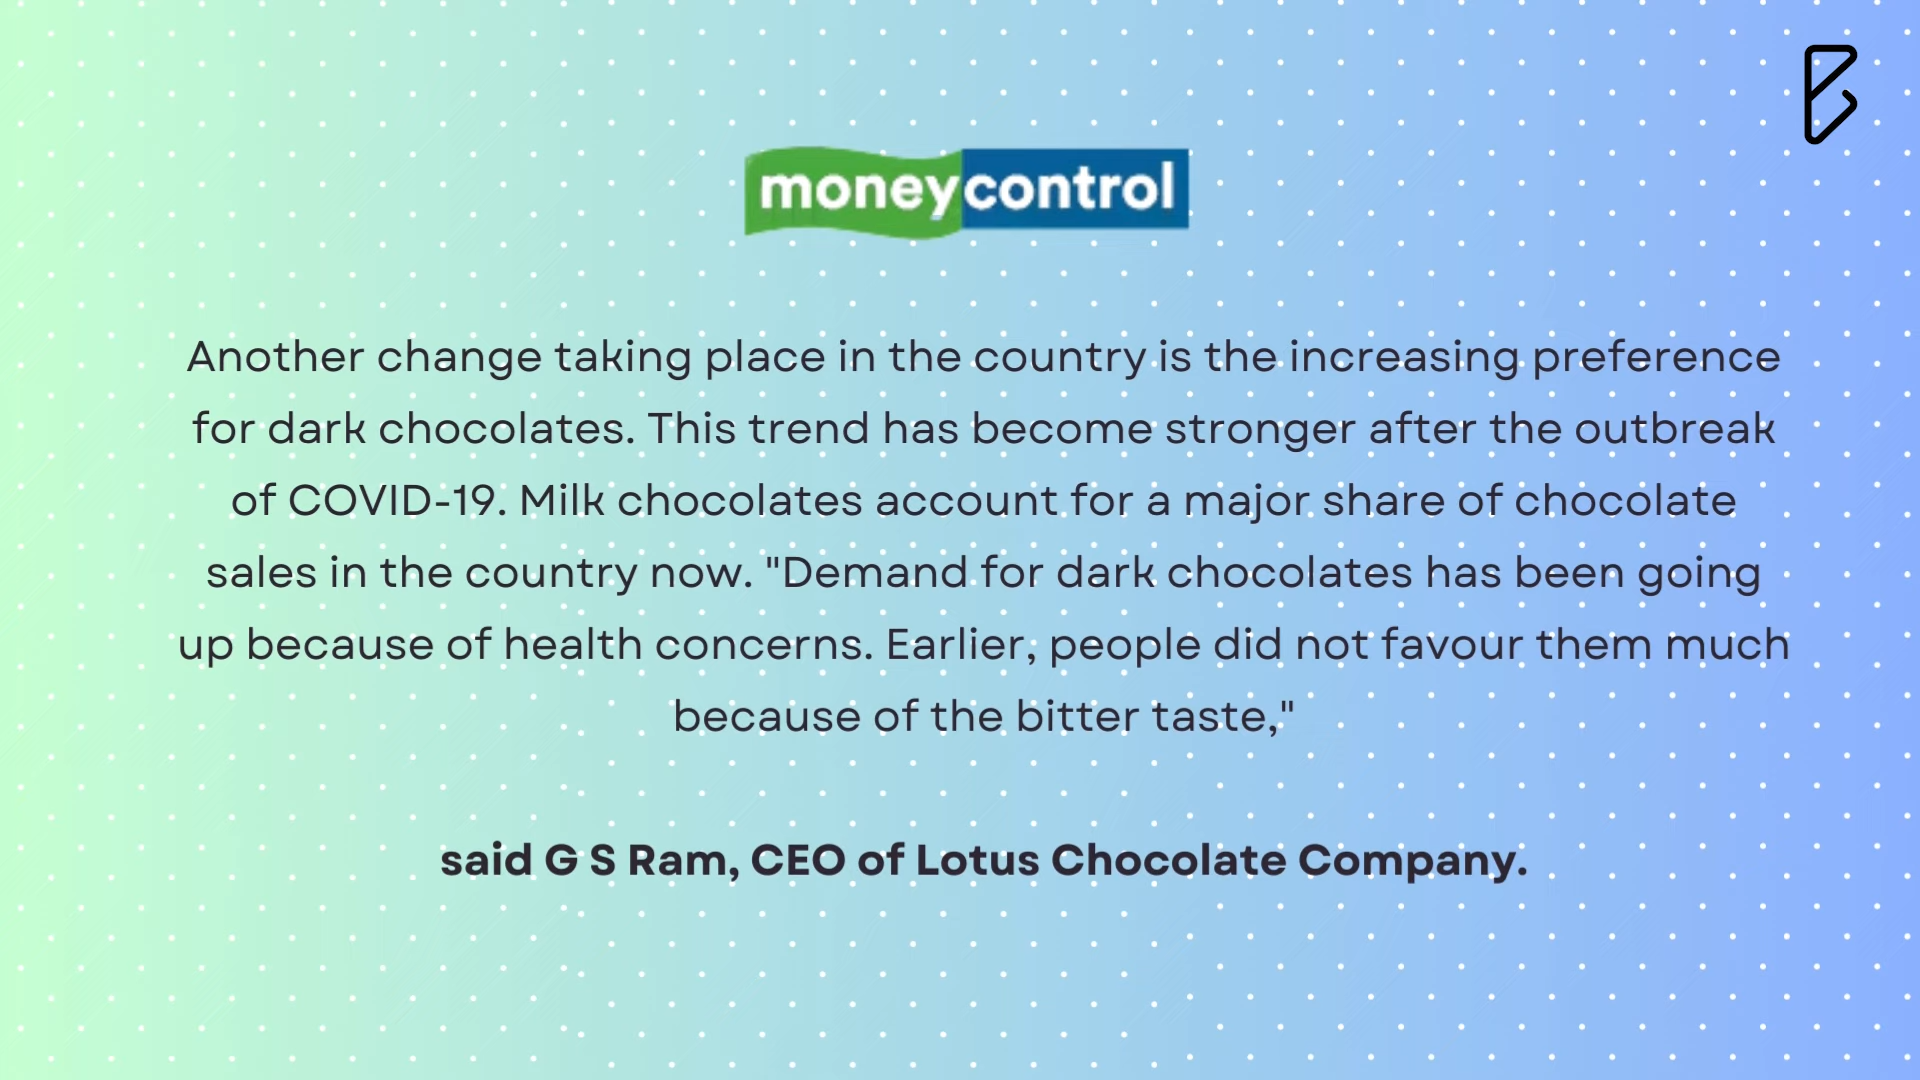 moneycontrol
Another change taking place in the country is the increasing preference
for dark chocolates. This trend has become stronger after the outbreak
of COVID-19. Milk chocolates account for a major share of chocolate
sales in the country now. "Demand for dark chocolates has been going
up because of health concerns. Earlier, people did not favour them much
because of the bitter taste,"
said G S Ram, CEO of Lotus Chocolate Company.